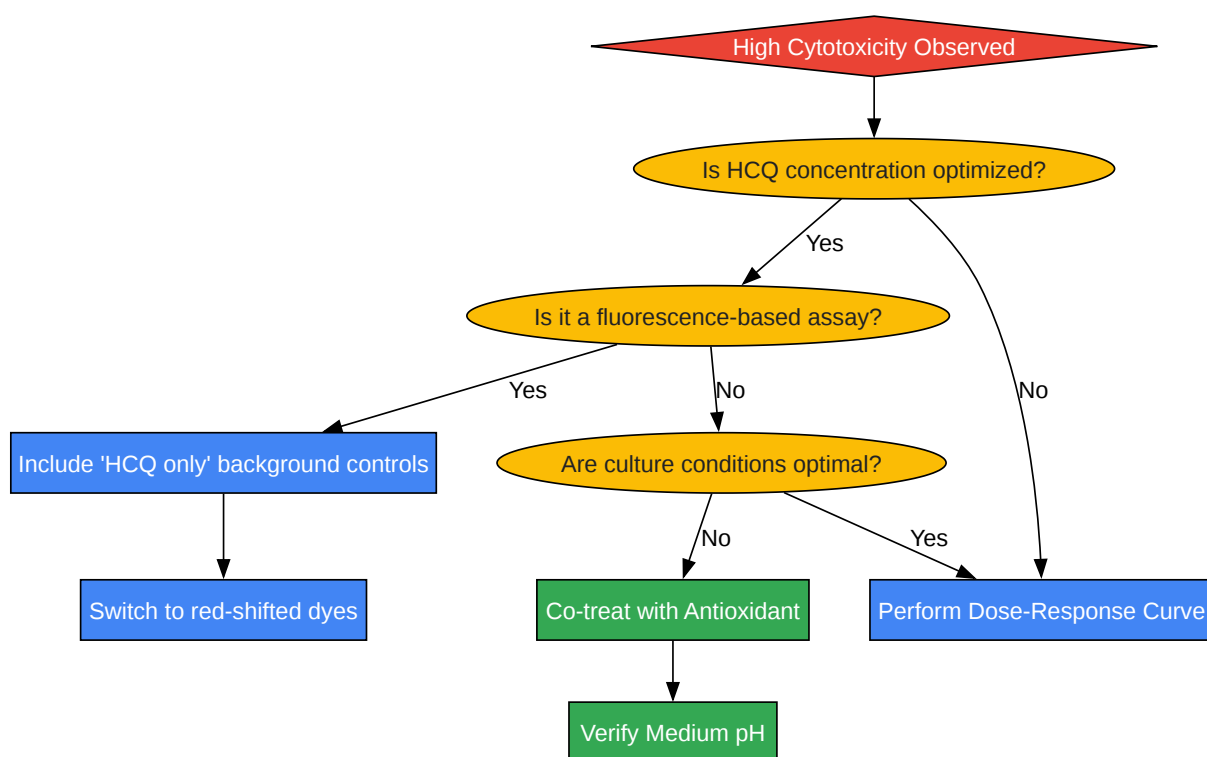 High Cytotoxicity Observed
Is HCQ concentration optimized?
Yes
Is it a fluorescence-based assay?
Yes
No
No
Include 'HCQ only' background controls
Are culture conditions optimal?
No
Yes
Switch to red-shifted dyes
Co-treat with Antioxidant
Perform Dose-Response Curve
Verify Medium pH